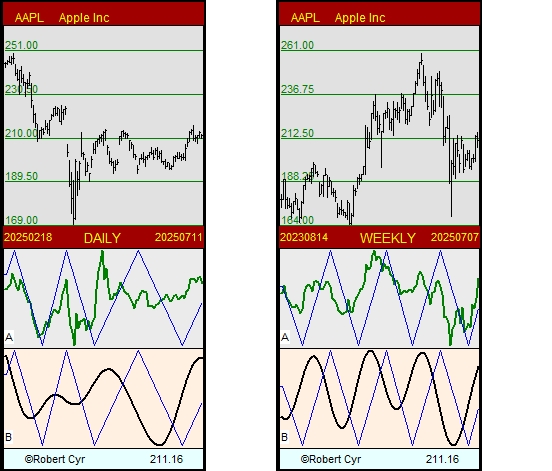 AAPL Apple Inc
251.00
230.50
210.00
189.50
169.00
20250218 DAILY 20250711
A
B
©Robert Cyr 211.16
AAPL Apple Inc
261.00
236.75
212.50
188.25
164.00
20230814 WEEKLY 20250707
A
B
©Robert Cyr 211.16